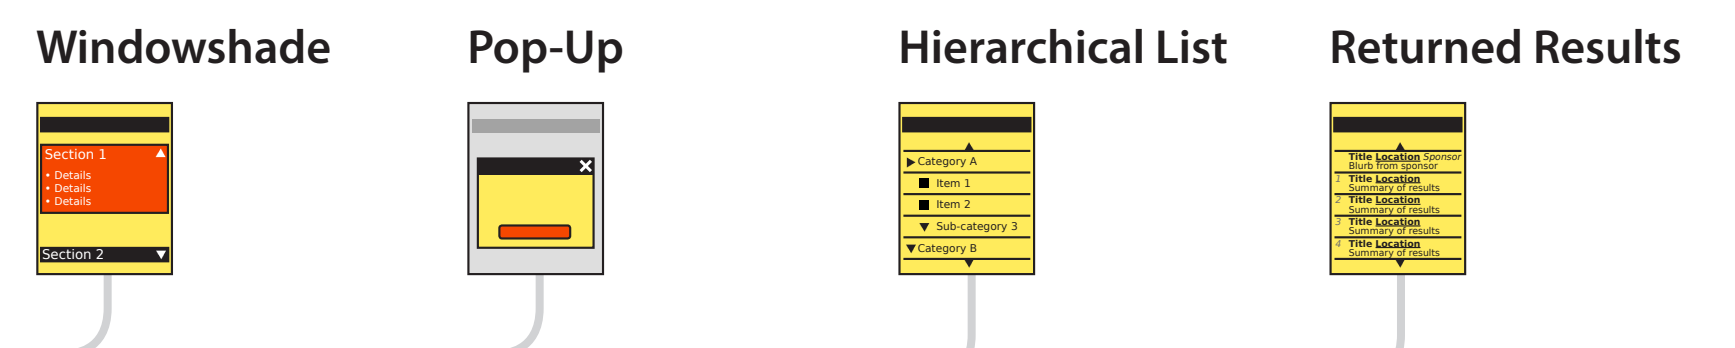 Windowshade
Section 1
• Details
• Details
• Details
Section 2
Pop-Up
Hierarchical List
Category A
Item 1
Item 2
Sub-category 3
Category B
Returned Results
Title Location Sponsor
Blurb from sponsor
1 Title Location
Summary of results
2 Title Location
Summary of results
3 Title Location
Summary of results
4 Title Location
Summary of results